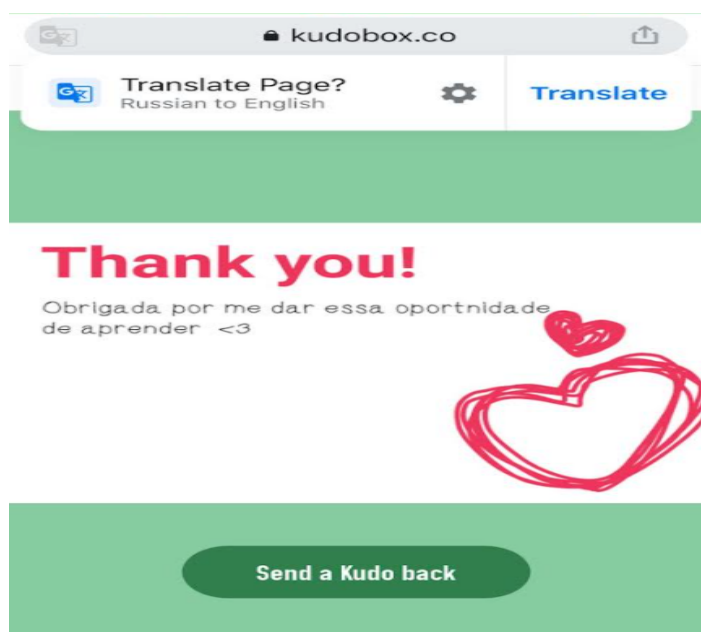 kudobox.co
Translate Page?
Russian to English
Translate
Thank you!
Obrigada por me dar essa oportnidade
de aprender <3
Send a Kudo back